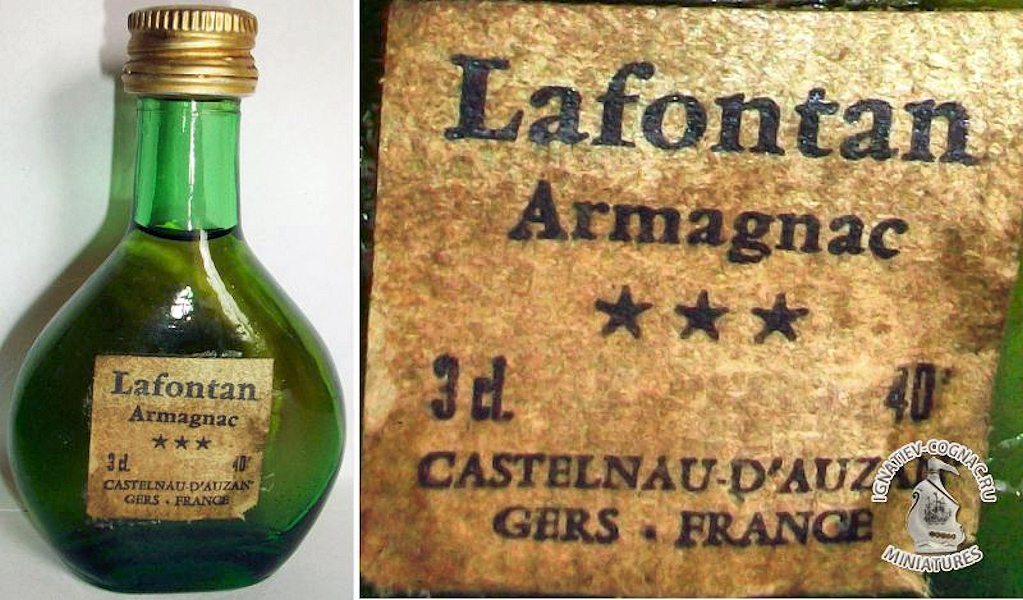 Lafontan
Armagnac
★★★
3 cl. 40°
CASTELNAU-D'AUZAN
GERS · FRANCE
Lafontan
Armagnac
★★★
3 cl. 40°
CASTELNAU-D'AUZAN
GERS · FRANCE
IGNATIEV-COGNAC.RU
MINIATURES